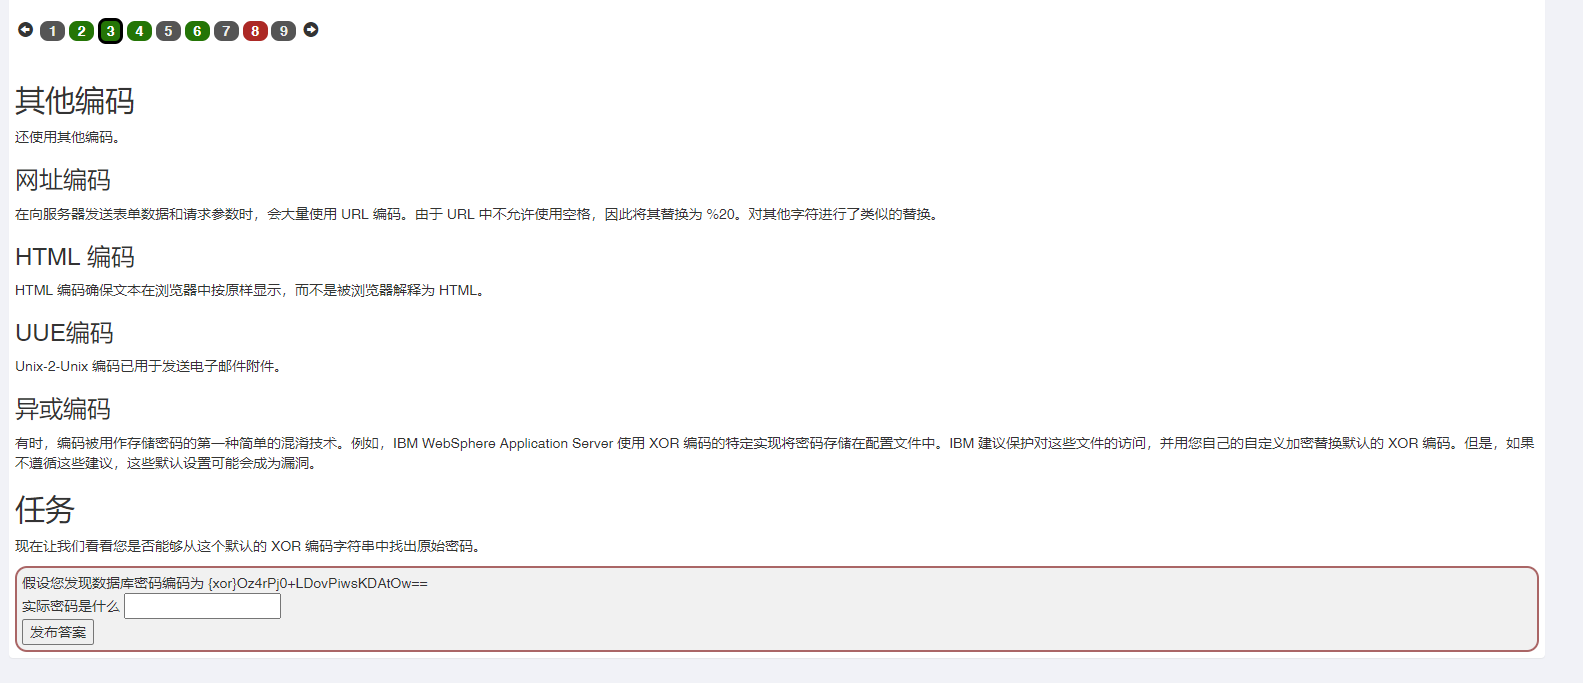 1 2 3 4 5 6 7 8 9
其他编码
还使用其他编码。
网址编码
在向服务器发送表单数据和请求参数时，会大量使用 URL 编码。由于 URL 中不允许使用空格，因此将其替换为 %20。对其他字符进行了类似的替换。
HTML 编码
HTML 编码确保文本在浏览器中按原样显示，而不是被浏览器解释为 HTML。
UUE编码
Unix-2-Unix 编码已用于发送电子邮件附件。
异或编码
有时，编码被用作存储密码的第一种简单的混淆技术。例如，IBM WebSphere Application Server 使用 XOR 编码的特定实现将密码存储在配置文件中。IBM 建议保护对这些文件的访问，并用您自己的自定义加密替换默认的 XOR 编码。但是，如果
不遵循这些建议，这些默认设置可能会成为漏洞。
任务
现在让我们看看您是否能够从这个默认的 XOR 编码字符串中找出原始密码。
假设您发现数据库密码编码为 {xor}Oz4rPj0+LDovPiwsKDAtOw==
实际密码是什么
发布答案